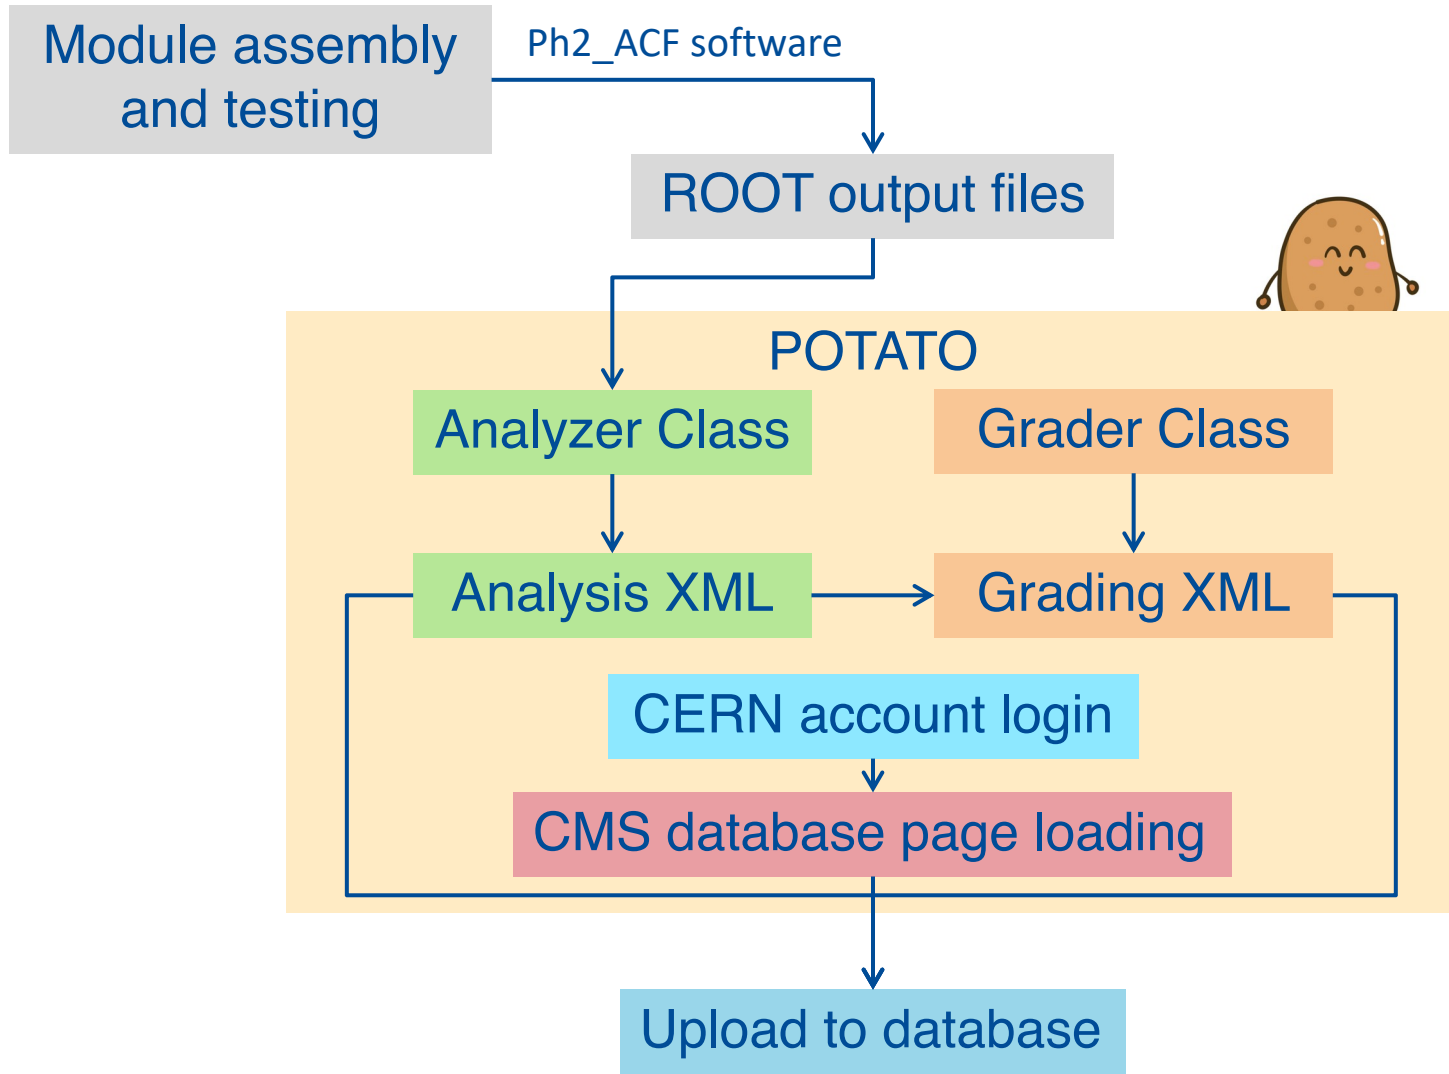 Module assembly
and testing
Ph2_ACF software
ROOT output files
POTATO
Analyzer Class
Grader Class
Analysis XML
Grading XML
CERN account login
CMS database page loading
Upload to database